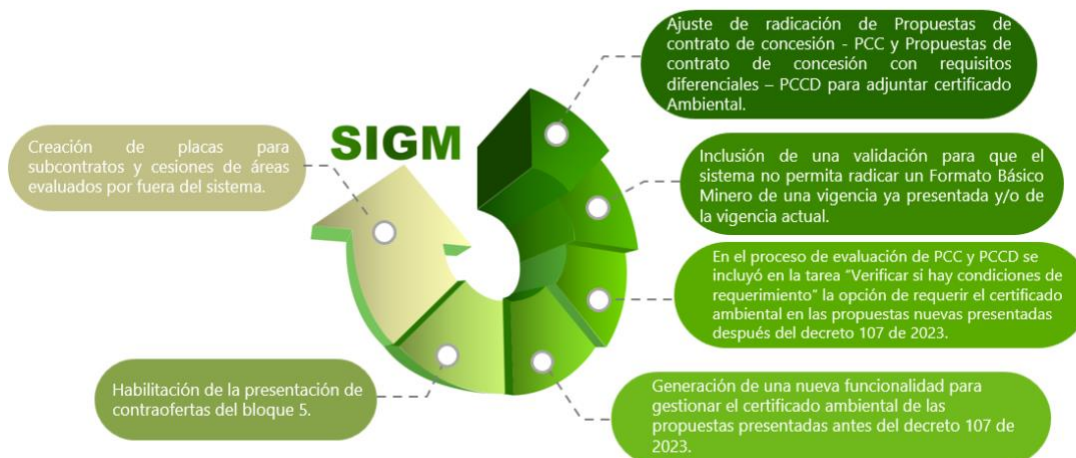 SIGM
Ajuste de radicación de Propuestas de
contrato de concesión - PCC y Propuestas de
contrato de concesión con requisitos
diferenciales – PCCD para adjuntar certificado
Ambiental.
Inclusión de una validación para que el
sistema no permita radicar un Formato Básico
Minero de una vigencia ya presentada y/o de
la vigencia actual.
En el proceso de evaluación de PCC y PCCD se
incluyó en la tarea “Verificar si hay condiciones de
requerimiento” la opción de requerir el certificado
ambiental en las propuestas nuevas presentadas
después del decreto 107 de 2023.
Generación de una nueva funcionalidad para
gestionar el certificado ambiental de las
propuestas presentadas antes del decreto 107 de
2023.
Habilitación de la presentación de
contraofertas del bloque 5.
Creación de placas para
subcontratos y cesiones de áreas
evaluados por fuera del sistema.